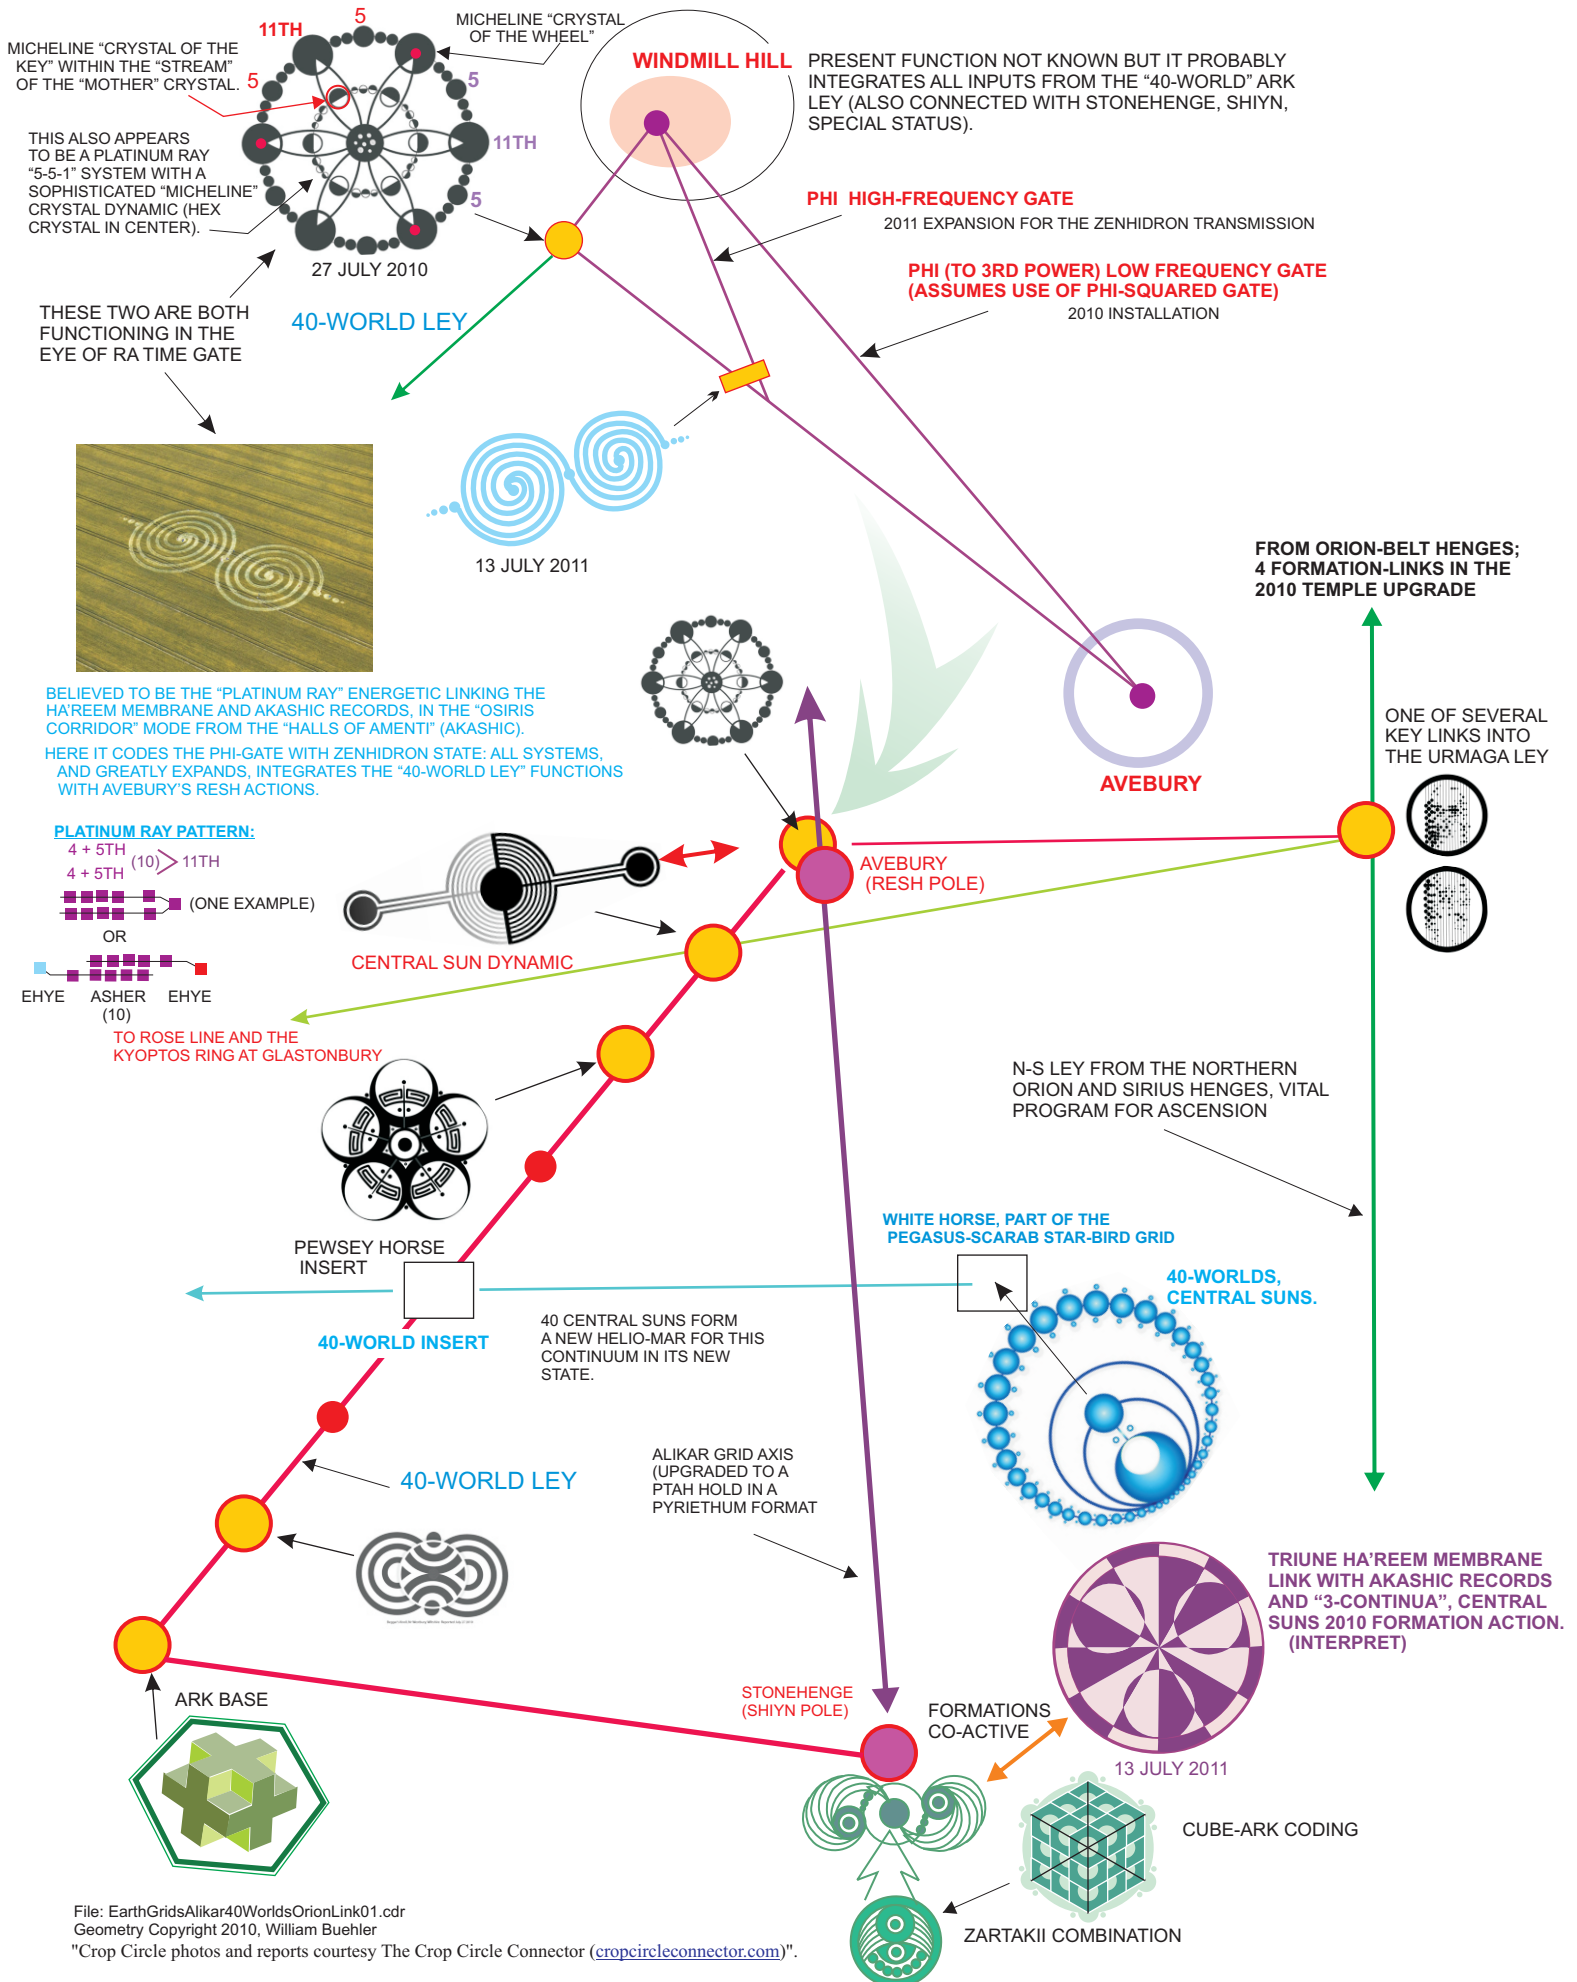 5
11TH
MICHELINE “CRYSTAL
OF THE WHEEL”
MICHELINE “CRYSTAL OF THE
KEY” WITHIN THE “STREAM”
OF THE “MOTHER” CRYSTAL.
5
5
THIS ALSO APPEARS
TO BE A PLATINUM RAY
“5-5-1” SYSTEM WITH A
SOPHISTICATED “MICHELINE”
CRYSTAL DYNAMIC (HEX
CRYSTAL IN CENTER).
11TH
5
27 JULY 2010
WINDMILL HILL
PRESENT FUNCTION NOT KNOWN BUT IT PROBABLY
INTEGRATES ALL INPUTS FROM THE “40-WORLD” ARK
LEY (ALSO CONNECTED WITH STONEHENGE, SHIYN,
SPECIAL STATUS).
PHI HIGH-FREQUENCY GATE
2011 EXPANSION FOR THE ZENHIDRON TRANSMISSION
PHI (TO 3RD POWER) LOW FREQUENCY GATE
(ASSUMES USE OF PHI-SQUARED GATE)
2010 INSTALLATION
THESE TWO ARE BOTH
FUNCTIONING IN THE
EYE OF RA TIME GATE
40-WORLD LEY
13 JULY 2011
FROM ORION-BELT HENGES;
4 FORMATION-LINKS IN THE
2010 TEMPLE UPGRADE
BELIEVED TO BE THE “PLATINUM RAY” ENERGETIC LINKING THE
HA’REEM MEMBRANE AND AKASHIC RECORDS, IN THE “OSIRIS
CORRIDOR” MODE FROM THE “HALLS OF AMENTI” (AKASHIC).
HERE IT CODES THE PHI-GATE WITH ZENHIDRON STATE: ALL SYSTEMS,
AND GREATLY EXPANDS, INTEGRATES THE “40-WORLD LEY” FUNCTIONS
WITH AVEBURY’S RESH ACTIONS.
ONE OF SEVERAL
KEY LINKS INTO
THE URMAGA LEY
AVEBURY
PLATINUM RAY PATTERN:
4 + 5TH
(10)
11TH
4 + 5TH
(ONE EXAMPLE)
OR
EHYE
ASHER
EHYE
(10)
AVEBURY
(RESH POLE)
CENTRAL SUN DYNAMIC
TO ROSE LINE AND THE
KYOPTOS RING AT GLASTONBURY
N-S LEY FROM THE NORTHERN
ORION AND SIRIUS HENGES, VITAL
PROGRAM FOR ASCENSION
PEWSEY HORSE
INSERT
WHITE HORSE, PART OF THE
PEGASUS-SCARAB STAR-BIRD GRID
40-WORLDS,
CENTRAL SUNS.
40-WORLD INSERT
40 CENTRAL SUNS FORM
A NEW HELIO-MAR FOR THIS
CONTINUUM IN ITS NEW
STATE.
40-WORLD LEY
ALIKAR GRID AXIS
(UPGRADED TO A
PTAH HOLD IN A
PYRIETHUM FORMAT
TRIUNE HA’REEM MEMBRANE
LINK WITH AKASHIC RECORDS
AND “3-CONTINUA”, CENTRAL
SUNS 2010 FORMATION ACTION.
(INTERPRET)
ARK BASE
STONEHENGE
(SHIYN POLE)
FORMATIONS
CO-ACTIVE
13 JULY 2011
CUBE-ARK CODING
ZARTAKII COMBINATION
File: EarthGridsAlikar40WorldsOrionLink01.cdr
Geometry Copyright 2010, William Buehler
"Crop Circle photos and reports courtesy The Crop Circle Connector (cropcircleconnector.com)".